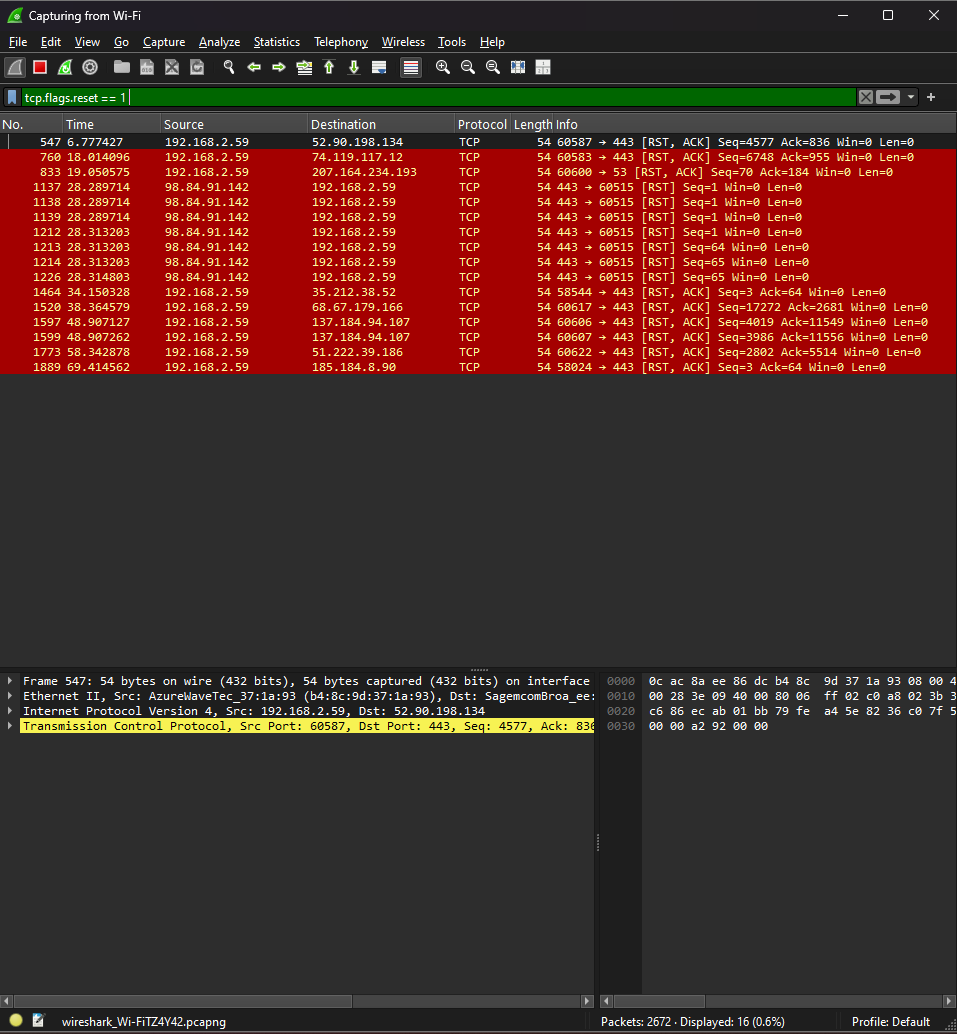 Capturing from Wi-Fi
File Edit View Go Capture Analyze Statistics Telephony Wireless Tools Help
tcp.flags.reset == 1
No. Time Source Destination Protocol Length Info
547 6.777427 192.168.2.59 52.90.198.134 TCP 54 60587 → 443 [RST, ACK] Seq=4577 Ack=836 Win=0 Len=0
760 18.014096 192.168.2.59 74.119.117.12 TCP 54 60583 → 443 [RST, ACK] Seq=6748 Ack=955 Win=0 Len=0
833 19.050575 192.168.2.59 207.164.234.193 TCP 54 60600 → 53 [RST, ACK] Seq=70 Ack=184 Win=0 Len=0
1137 28.289714 98.84.91.142 192.168.2.59 TCP 54 443 → 60515 [RST] Seq=1 Win=0 Len=0
1138 28.289714 98.84.91.142 192.168.2.59 TCP 54 443 → 60515 [RST] Seq=1 Win=0 Len=0
1139 28.289714 98.84.91.142 192.168.2.59 TCP 54 443 → 60515 [RST] Seq=1 Win=0 Len=0
1212 28.313203 98.84.91.142 192.168.2.59 TCP 54 443 → 60515 [RST] Seq=1 Win=0 Len=0
1213 28.313203 98.84.91.142 192.168.2.59 TCP 54 443 → 60515 [RST] Seq=64 Win=0 Len=0
1214 28.313203 98.84.91.142 192.168.2.59 TCP 54 443 → 60515 [RST] Seq=65 Win=0 Len=0
1226 28.314803 98.84.91.142 192.168.2.59 TCP 54 443 → 60515 [RST] Seq=65 Win=0 Len=0
1464 34.150328 192.168.2.59 35.212.38.52 TCP 54 58544 → 443 [RST, ACK] Seq=3 Ack=64 Win=0 Len=0
1520 38.364579 192.168.2.59 68.67.179.166 TCP 54 60617 → 443 [RST, ACK] Seq=17272 Ack=2681 Win=0 Len=0
1597 48.907127 192.168.2.59 137.184.94.107 TCP 54 60606 → 443 [RST, ACK] Seq=4019 Ack=11549 Win=0 Len=0
1599 48.907262 192.168.2.59 137.184.94.107 TCP 54 60607 → 443 [RST, ACK] Seq=3986 Ack=11556 Win=0 Len=0
1773 58.342878 192.168.2.59 51.222.39.186 TCP 54 60622 → 443 [RST, ACK] Seq=2802 Ack=5514 Win=0 Len=0
1889 69.414562 192.168.2.59 185.184.8.90 TCP 54 58024 → 443 [RST, ACK] Seq=3 Ack=64 Win=0 Len=0
Frame 547: 54 bytes on wire (432 bits), 54 bytes captured (432 bits) on interface
Ethernet II, Src: AzureWaveTec_37:1a:93 (b4:8c:9d:37:1a:93), Dst: SagemcomBroa_ee:
Internet Protocol Version 4, Src: 192.168.2.59, Dst: 52.90.198.134
Transmission Control Protocol, Src Port: 60587, Dst Port: 443, Seq: 4577, Ack: 836
0000 0c ac 8a ee 86 dc b4 8c 9d 37 1a 93 08 00 4
0010 00 28 3e 09 40 00 80 06 ff 02 c0 a8 02 3b 3
0020 c6 86 ec ab 01 bb 79 fe a4 5e 82 36 c0 7f 5
0030 00 00 a2 92 00 00
wireshark_Wi-FiTZ4Y42.pcapng
Packets: 2672 · Displayed: 16 (0.6%)
Profile: Default